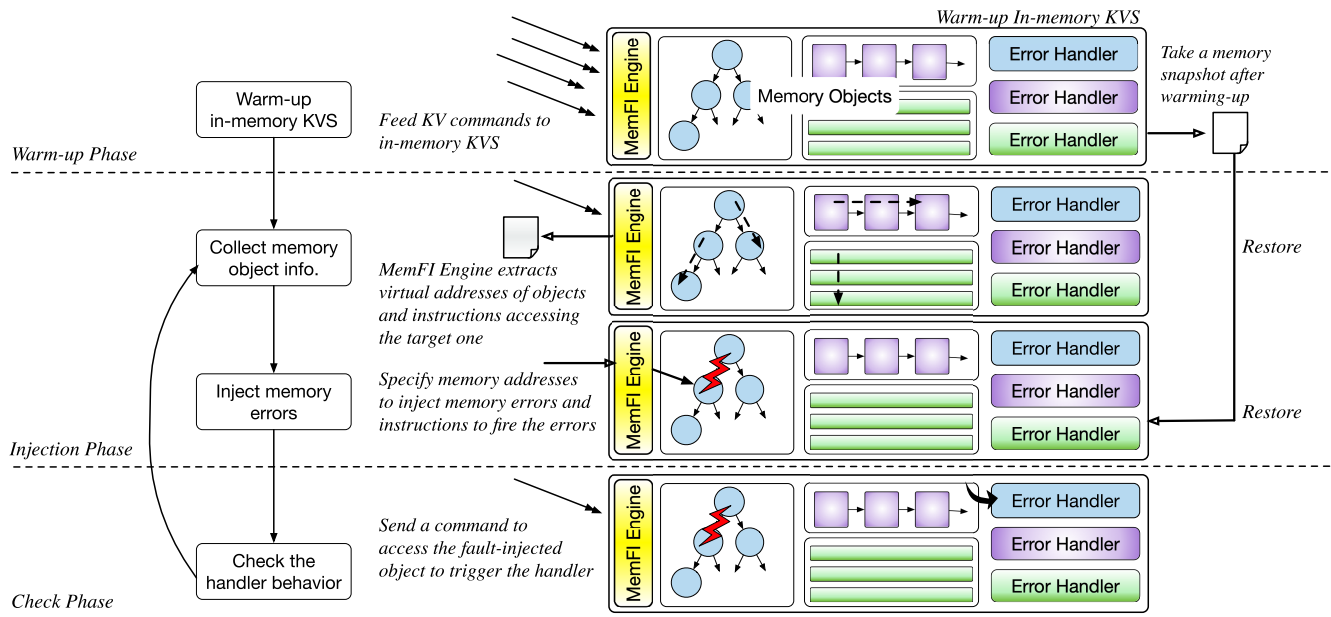 Warm-up In-memory KVS
Warm-up
in-memory KVS
Warm-up Phase
Feed KV commands to
in-memory KVS
MemFI Engine
Memory Objects
Error Handler
Error Handler
Error Handler
Take a memory
snapshot after
warming-up
Collect memory
object info.
MemFI Engine extracts
virtual addresses of objects
and instructions accessing
the target one
MemFI Engine
Error Handler
Error Handler
Error Handler
Restore
Inject memory
errors
Injection Phase
Specify memory addresses
to inject memory errors and
instructions to fire the errors
MemFI Engine
Error Handler
Error Handler
Error Handler
Restore
Check the
handler behavior
Check Phase
Send a command to
access the fault-injected
object to trigger the handler
MemFI Engine
Error Handler
Error Handler
Error Handler